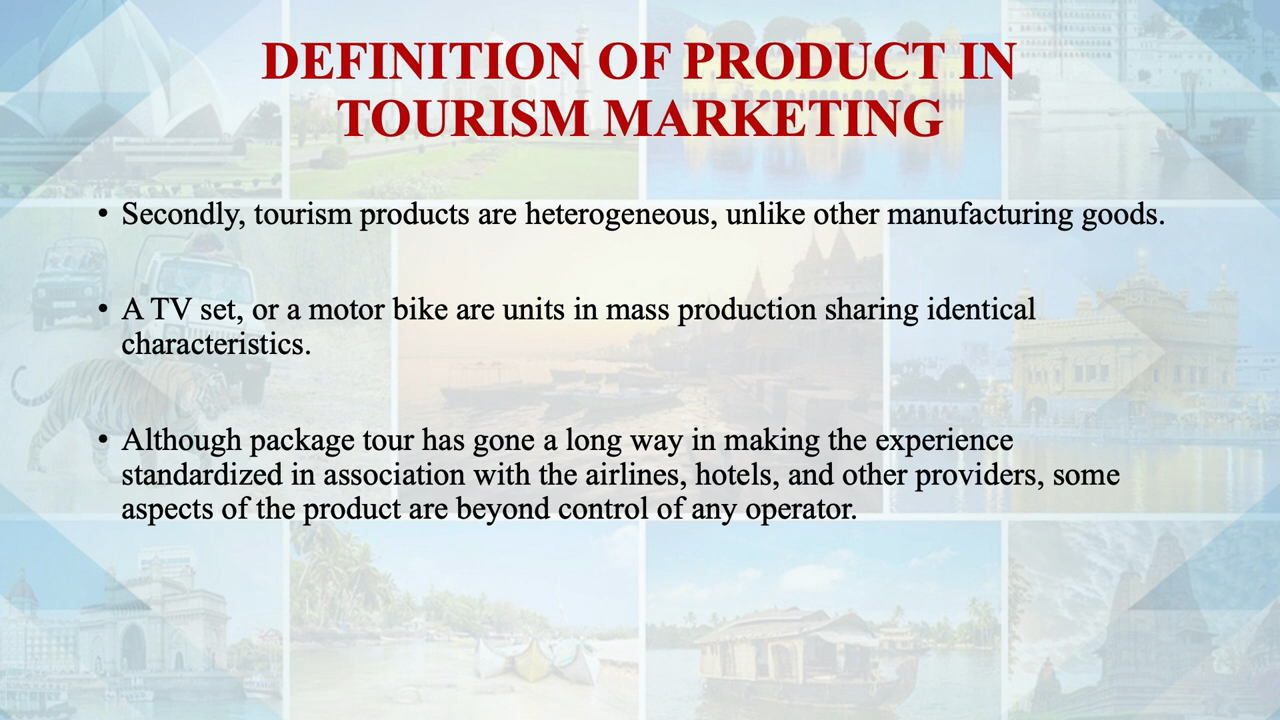 DEFINITION OF PRODUCT IN
TOURISM MARKETING
• Secondly, tourism products are heterogeneous, unlike other manufacturing goods.
• A TV set, or a motor bike are units in mass production sharing identical
characteristics.
• Although package tour has gone a long way in making the experience
standardized in association with the airlines, hotels, and other providers, some
aspects of the product are beyond control of any operator.